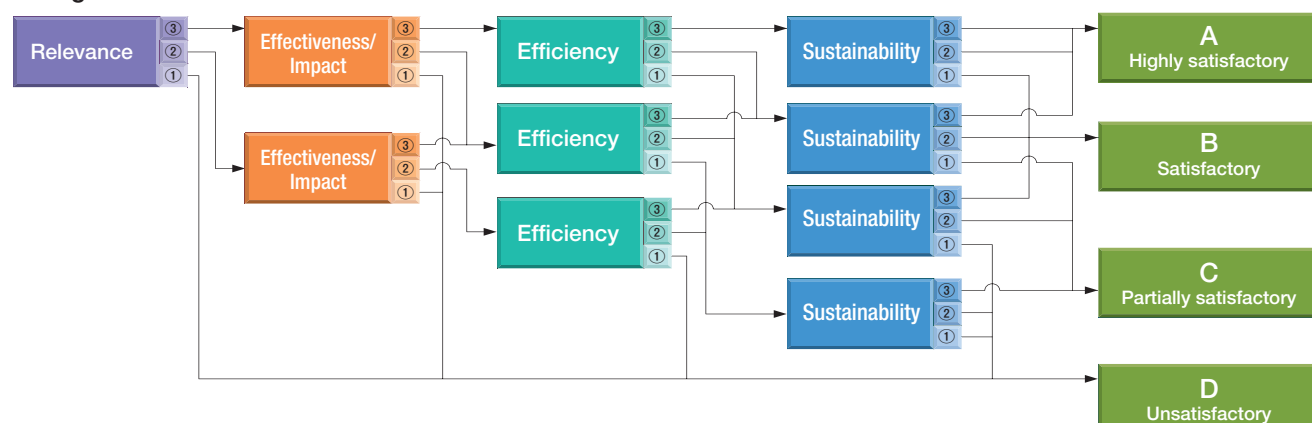 Relevance
③
②
①
Effectiveness/
Impact
③
②
①
Effectiveness/
Impact
③
②
①
Efficiency
③
②
①
Efficiency
③
②
①
Efficiency
③
②
①
Sustainability
③
②
①
Sustainability
③
②
①
Sustainability
③
②
①
Sustainability
③
②
①
A
Highly satisfactory
B
Satisfactory
C
Partially satisfactory
D
Unsatisfactory